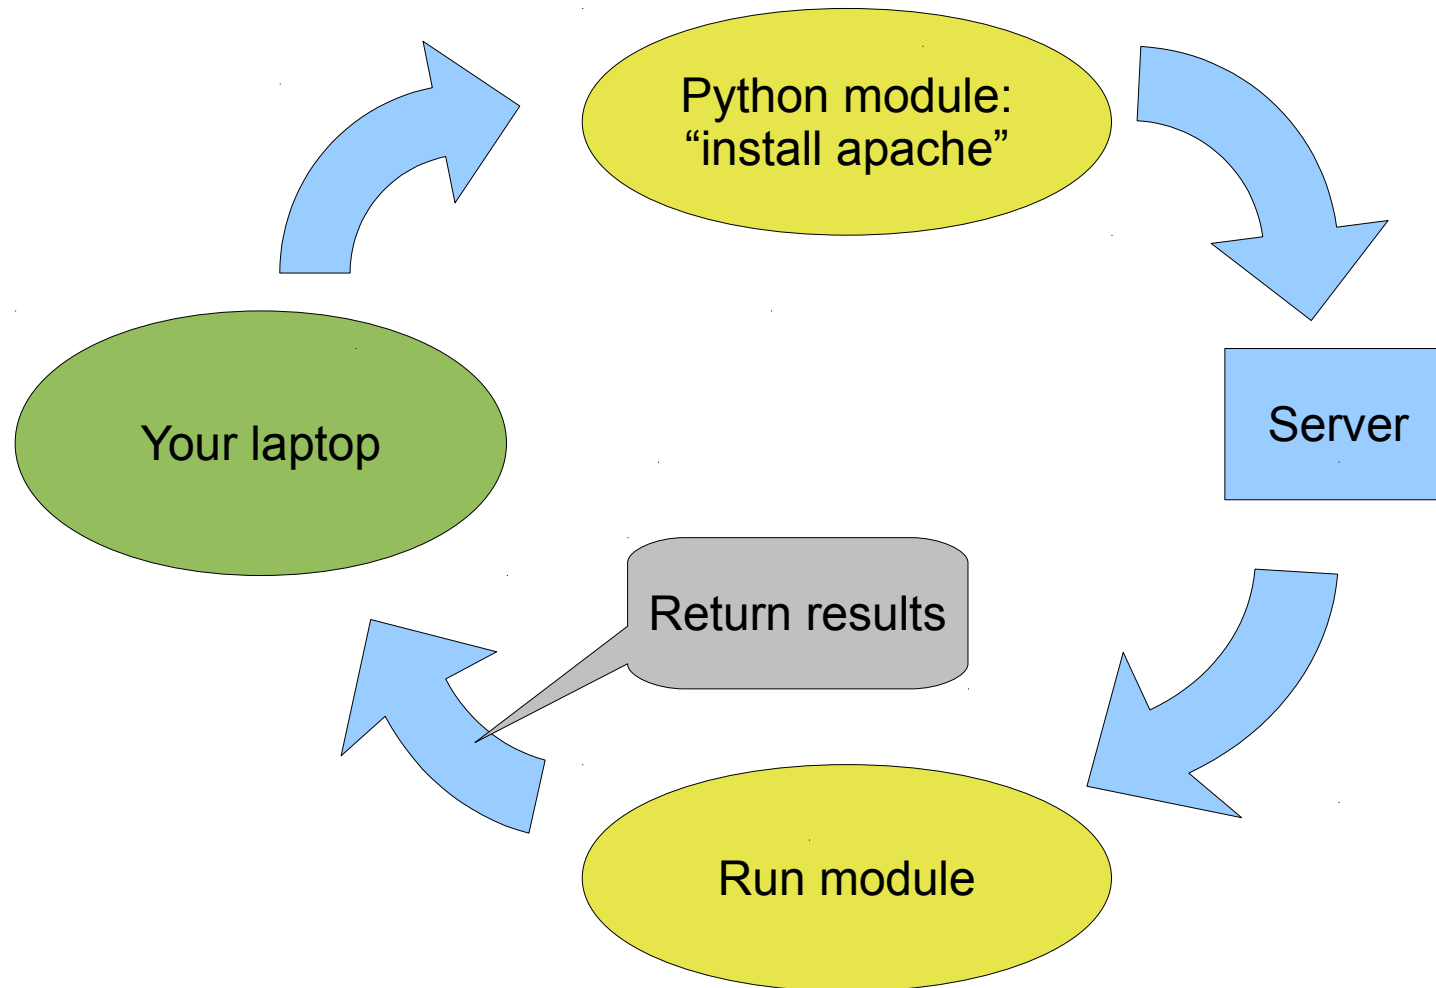 Python module:
“install apache”
Your laptop
Server
Return results
Run module